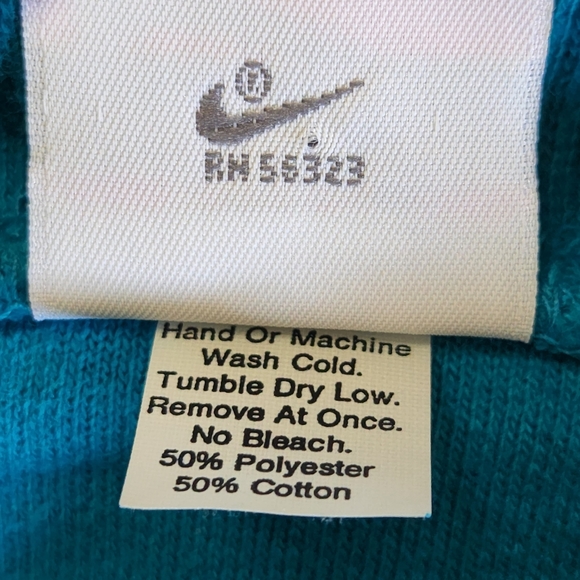 R
RN 56323
Hand Or Machine
Wash Cold.
Tumble Dry Low.
Remove At Once.
No Bleach.
50% Polyester
50% Cotton